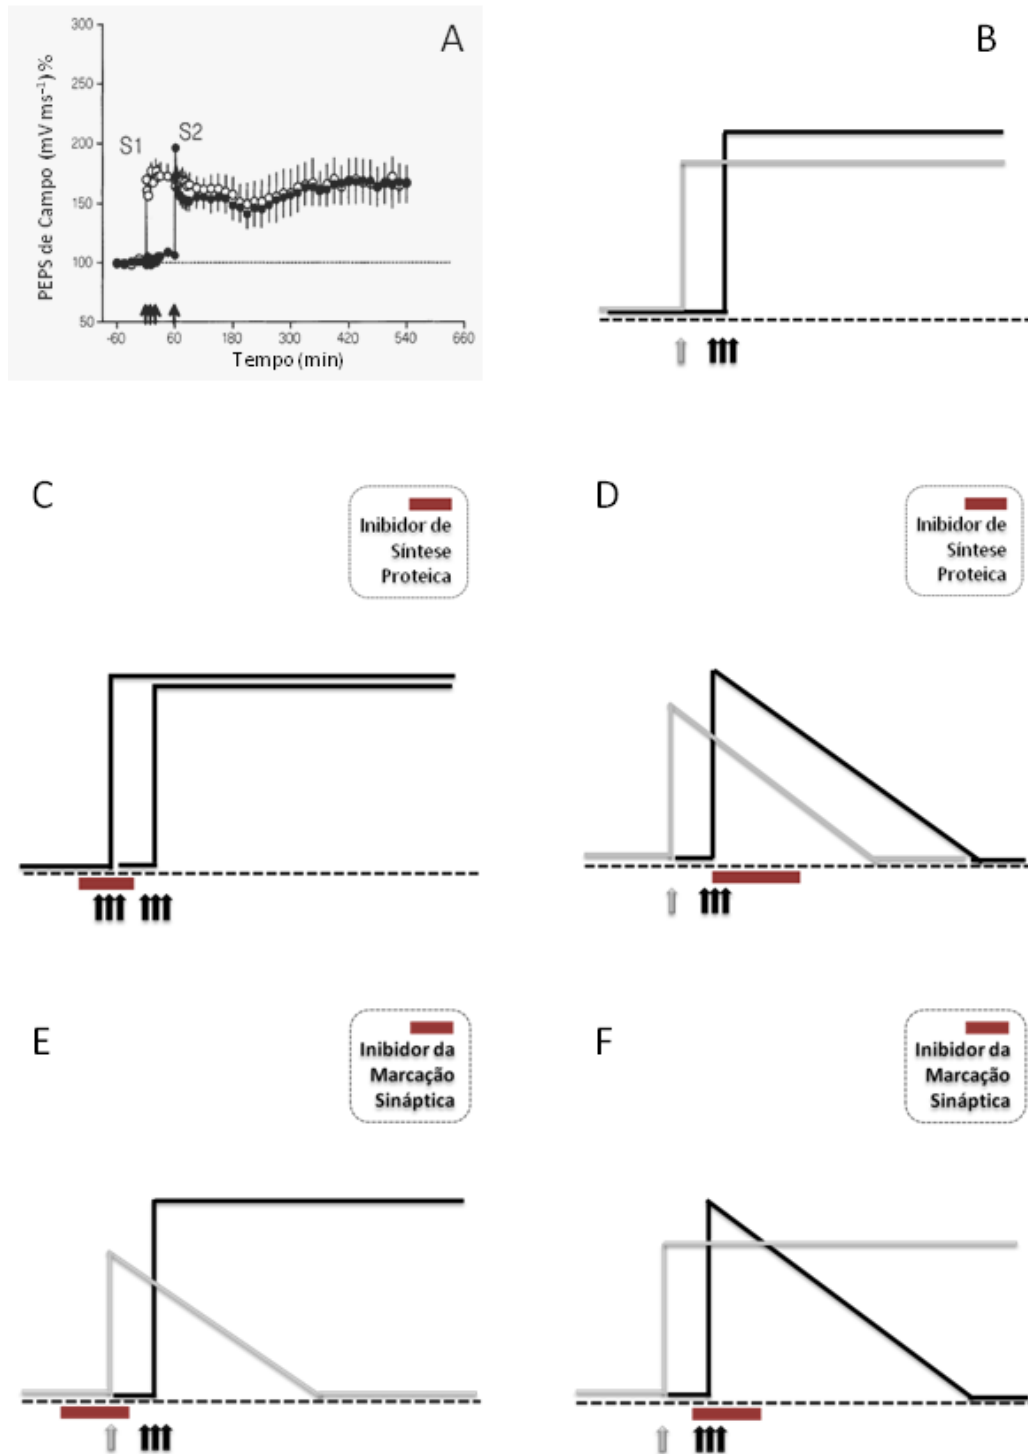 A
PEPS de Campo (mV ms⁻¹)%
300
250
200
150
100
50
S1
S2
-60
60
180
300
420
540
660
Tempo (min)
B
C
Inibidor de
Síntese
Proteica
D
Inibidor de
Síntese
Proteica
E
Inibidor da
Marcação
Sináptica
F
Inibidor da
Marcação
Sináptica